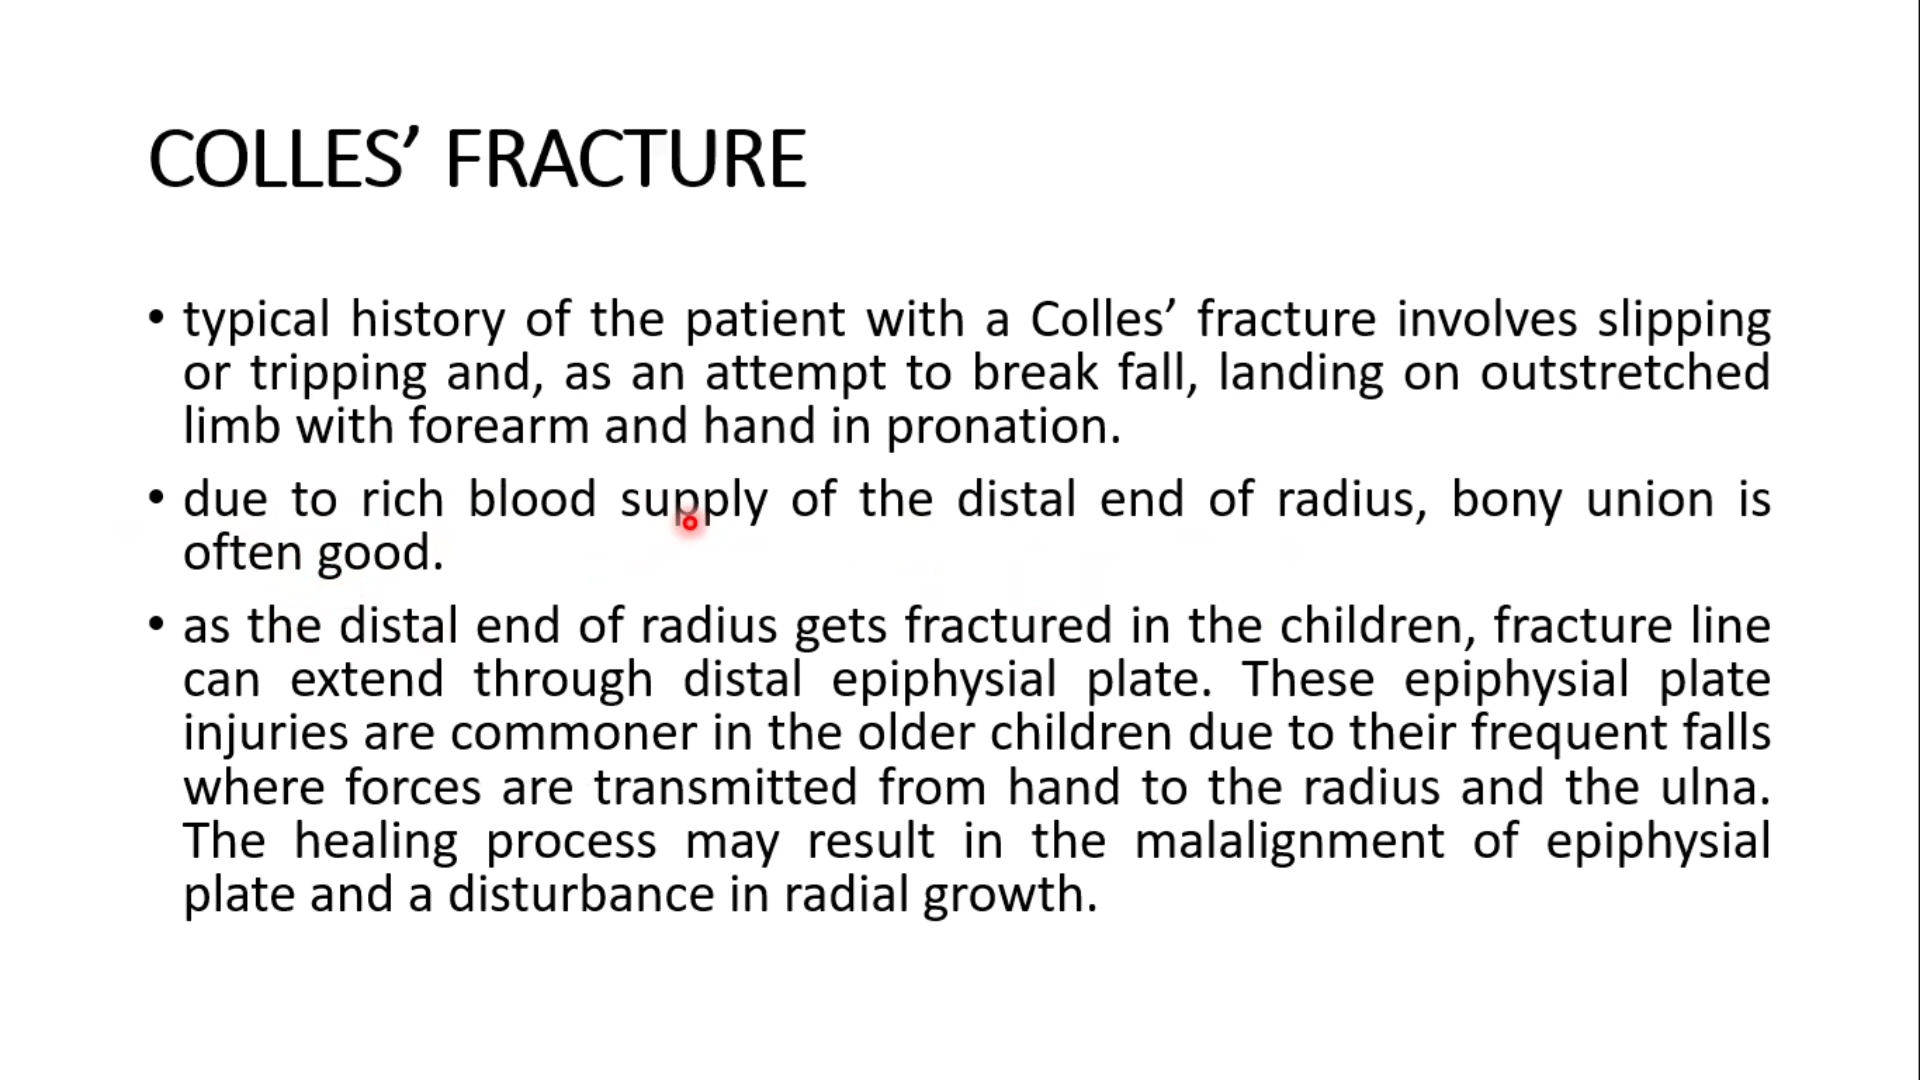 COLLES’ FRACTURE
• typical history of the patient with a Colles’ fracture involves slipping
or tripping and, as an attempt to break fall, landing on outstretched
limb with forearm and hand in pronation.
• due to rich blood supply of the distal end of radius, bony union is
often good.
• as the distal end of radius gets fractured in the children, fracture line
can extend through distal epiphysial plate. These epiphysial plate
injuries are commoner in the older children due to their frequent falls
where forces are transmitted from hand to the radius and the ulna.
The healing process may result in the malalignment of epiphysial
plate and a disturbance in radial growth.